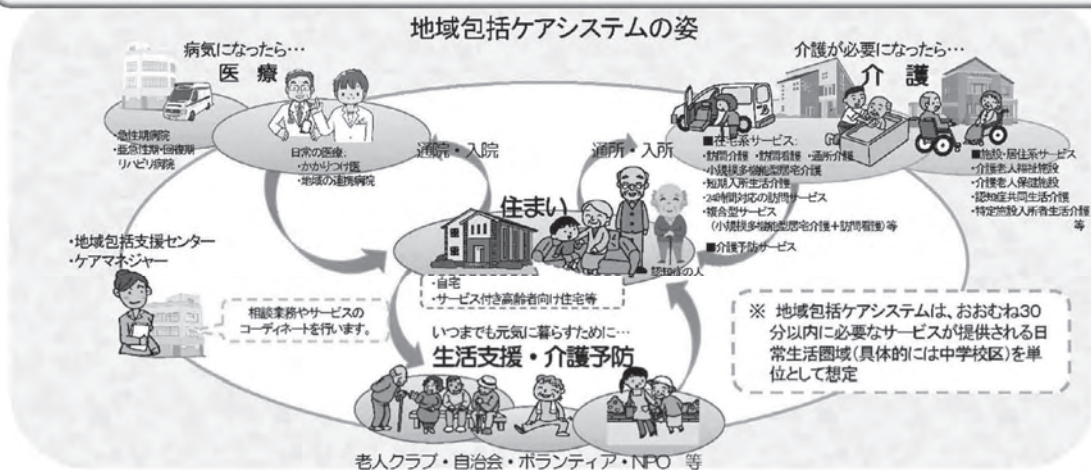 地域包括ケアシステムの姿
病気になったら…
医療
・急性期病院
・亜急性期・回復期
リハビリ病院
日常の医療:
・かかりつけ医
・地域の連携病院
通院・入院
介護が必要になったら…
介護
通所・入所
■在宅系サービス:
・訪問介護 ・訪問看護 ・通所介護
・小規模多機能型居宅介護
・短期入所生活介護
・24時間対応の訪問サービス
・複合型サービス
(小規模多機能型居宅介護+訪問看護) 等
■介護予防サービス
■施設・居住系サービス
・介護老人福祉施設
・介護老人保健施設
・認知症共同生活介護
・特定施設入所者生活介護
等
住まい
認知症の人
・自宅
・サービス付き高齢者向け住宅等
・地域包括支援センター
・ケアマネジャー
相談業務やサービスの
コーディネートを行います。
いつまでも元気に暮らすために…
生活支援・介護予防
老人クラブ・自治会・ボランティア・NPO 等
※ 地域包括ケアシステムは、おおむね30
分以内に必要なサービスが提供される日
常生活圏域(具体的には中学校区)を単
位として想定